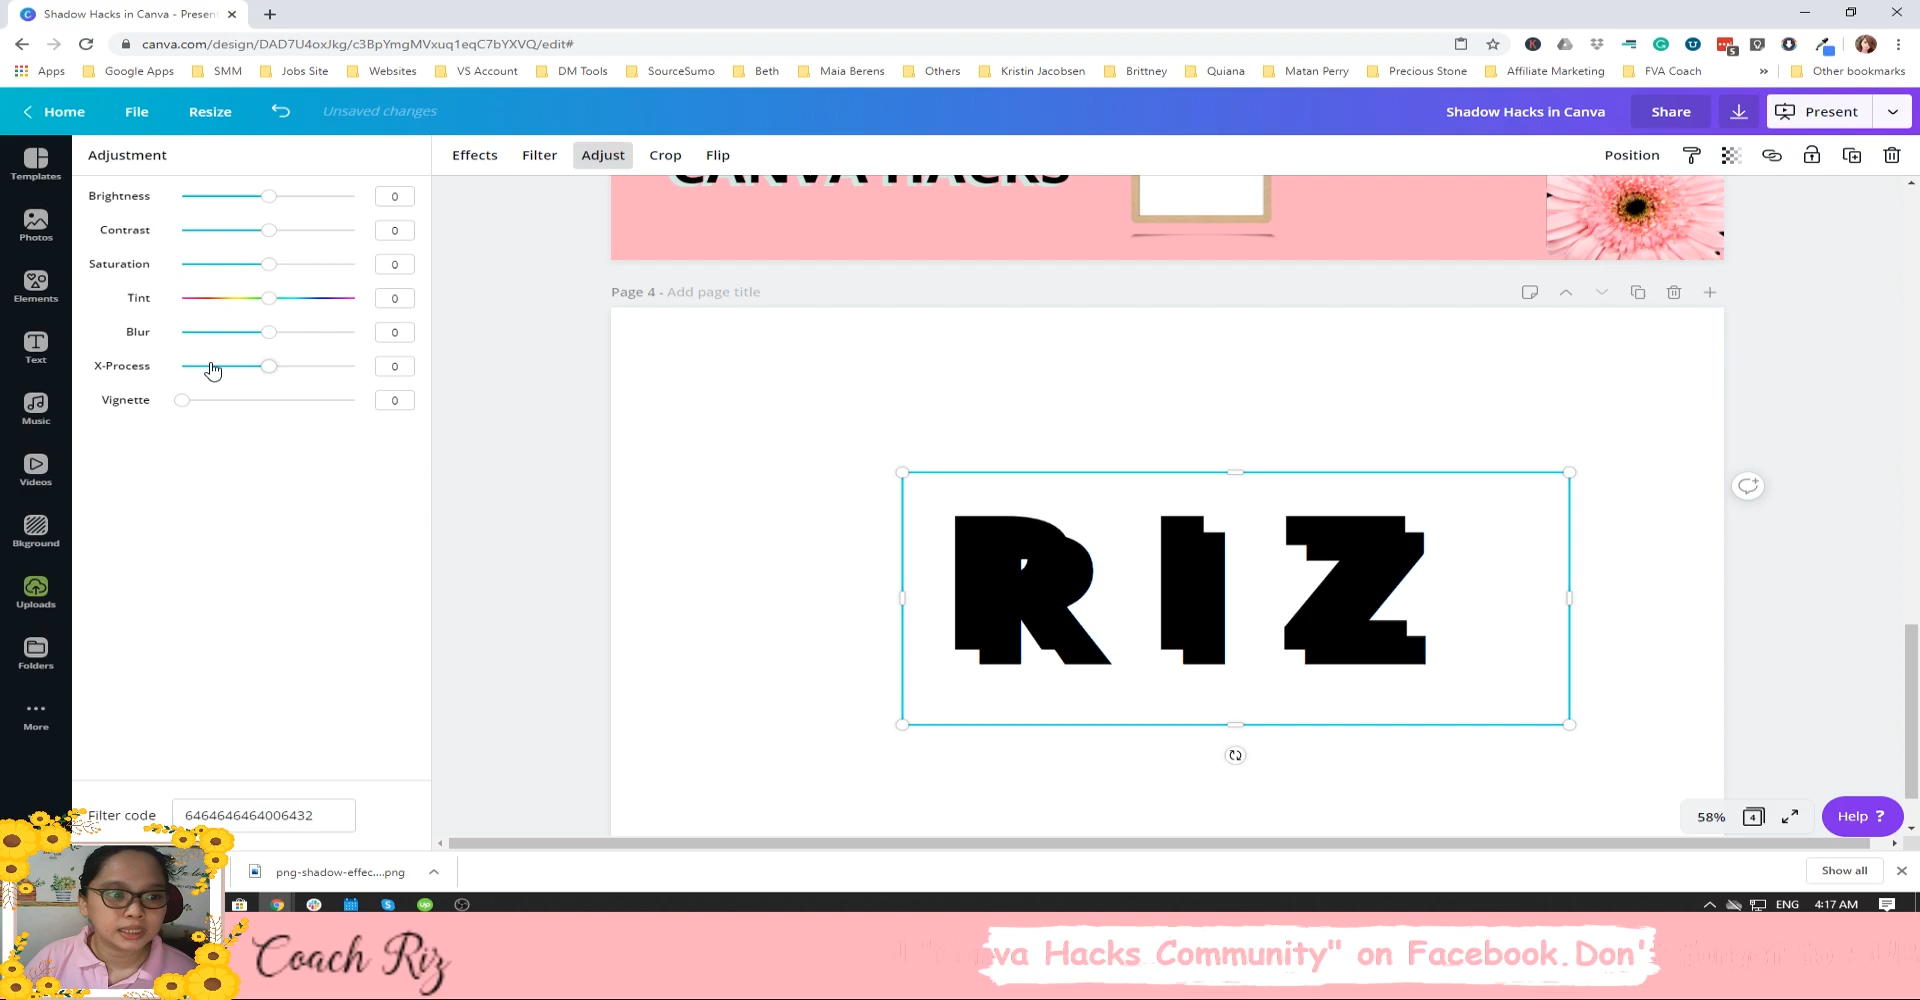 Shadow Hacks in Canva - Present
canva.com/design/DAD7U4oxJkg/c3BpYmgMVxuq1eqC7bYXVQ/edit#
Apps Google Apps SMM Jobs Site Websites VS Account DM Tools SourceSumo Beth Maia Berens Others Kristin Jacobsen Brittney Quiana Matan Perry Precious Stone Affiliate Marketing FVA Coach » Other bookmarks
Home File Resize Unsaved changes Shadow Hacks in Canva Share Present
Adjustment Effects Filter Adjust Crop Flip Position
Templates
Photos
Elements
Text
Music
Videos
Bkground
Uploads
Folders
More
Brightness 0
Contrast 0
Saturation 0
Tint 0
Blur 0
X-Process 0
Vignette 0
Filter code 6464646464006432
CANVA HACKS
Page 4 - Add page title
RIZ
58% 4 Help ?
png-shadow-effec....png Show all
ENG 4:17 AM
Coach Riz
va Hacks Community" on Facebook.Don'